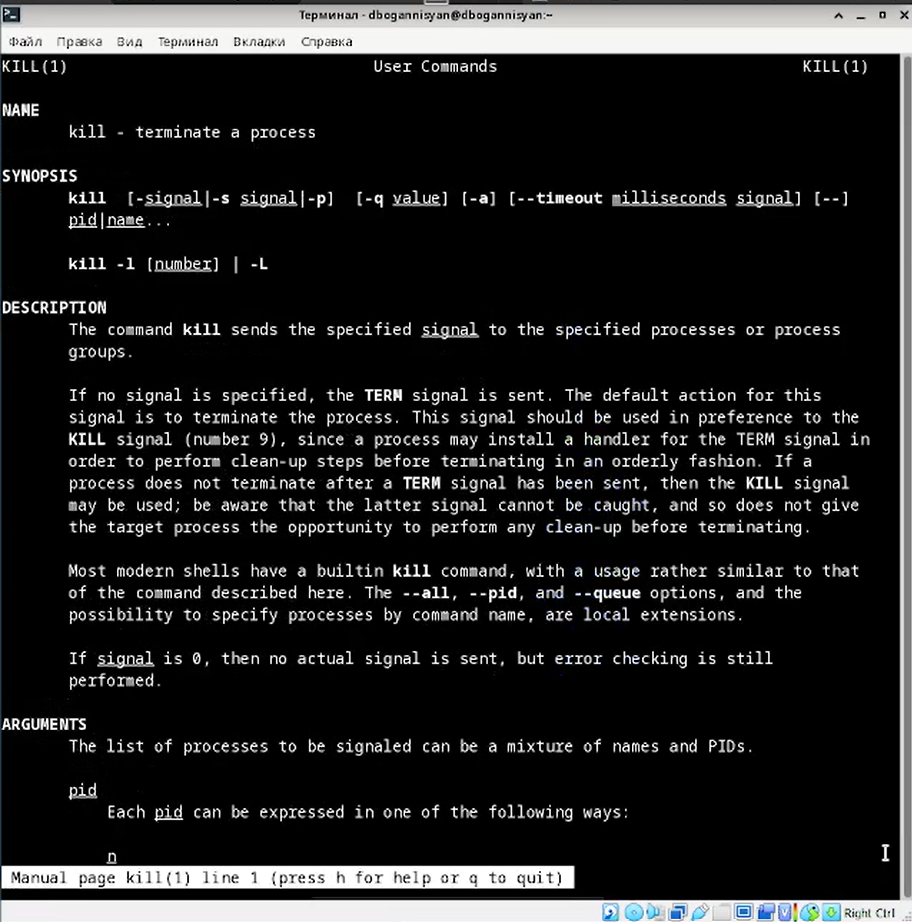 Терминал - dbogannisyan@dbogannisyan:~
Файл Правка Вид Терминал Вкладки Справка
KILL(1) User Commands KILL(1)
NAME
kill - terminate a process
SYNOPSIS
kill [-signal|-s signal|-p] [-q value] [-a] [--timeout milliseconds signal] [--]
pid|name...
kill -l [number] | -L
DESCRIPTION
The command kill sends the specified signal to the specified processes or process
groups.
If no signal is specified, the TERM signal is sent. The default action for this
signal is to terminate the process. This signal should be used in preference to the
KILL signal (number 9), since a process may install a handler for the TERM signal in
order to perform clean-up steps before terminating in an orderly fashion. If a
process does not terminate after a TERM signal has been sent, then the KILL signal
may be used; be aware that the latter signal cannot be caught, and so does not give
the target process the opportunity to perform any clean-up before terminating.
Most modern shells have a builtin kill command, with a usage rather similar to that
of the command described here. The --all, --pid, and --queue options, and the
possibility to specify processes by command name, are local extensions.
If signal is 0, then no actual signal is sent, but error checking is still
performed.
ARGUMENTS
The list of processes to be signaled can be a mixture of names and PIDs.
pid
Each pid can be expressed in one of the following ways:
n
Manual page kill(1) line 1 (press h for help or q to quit)
Right Ctrl